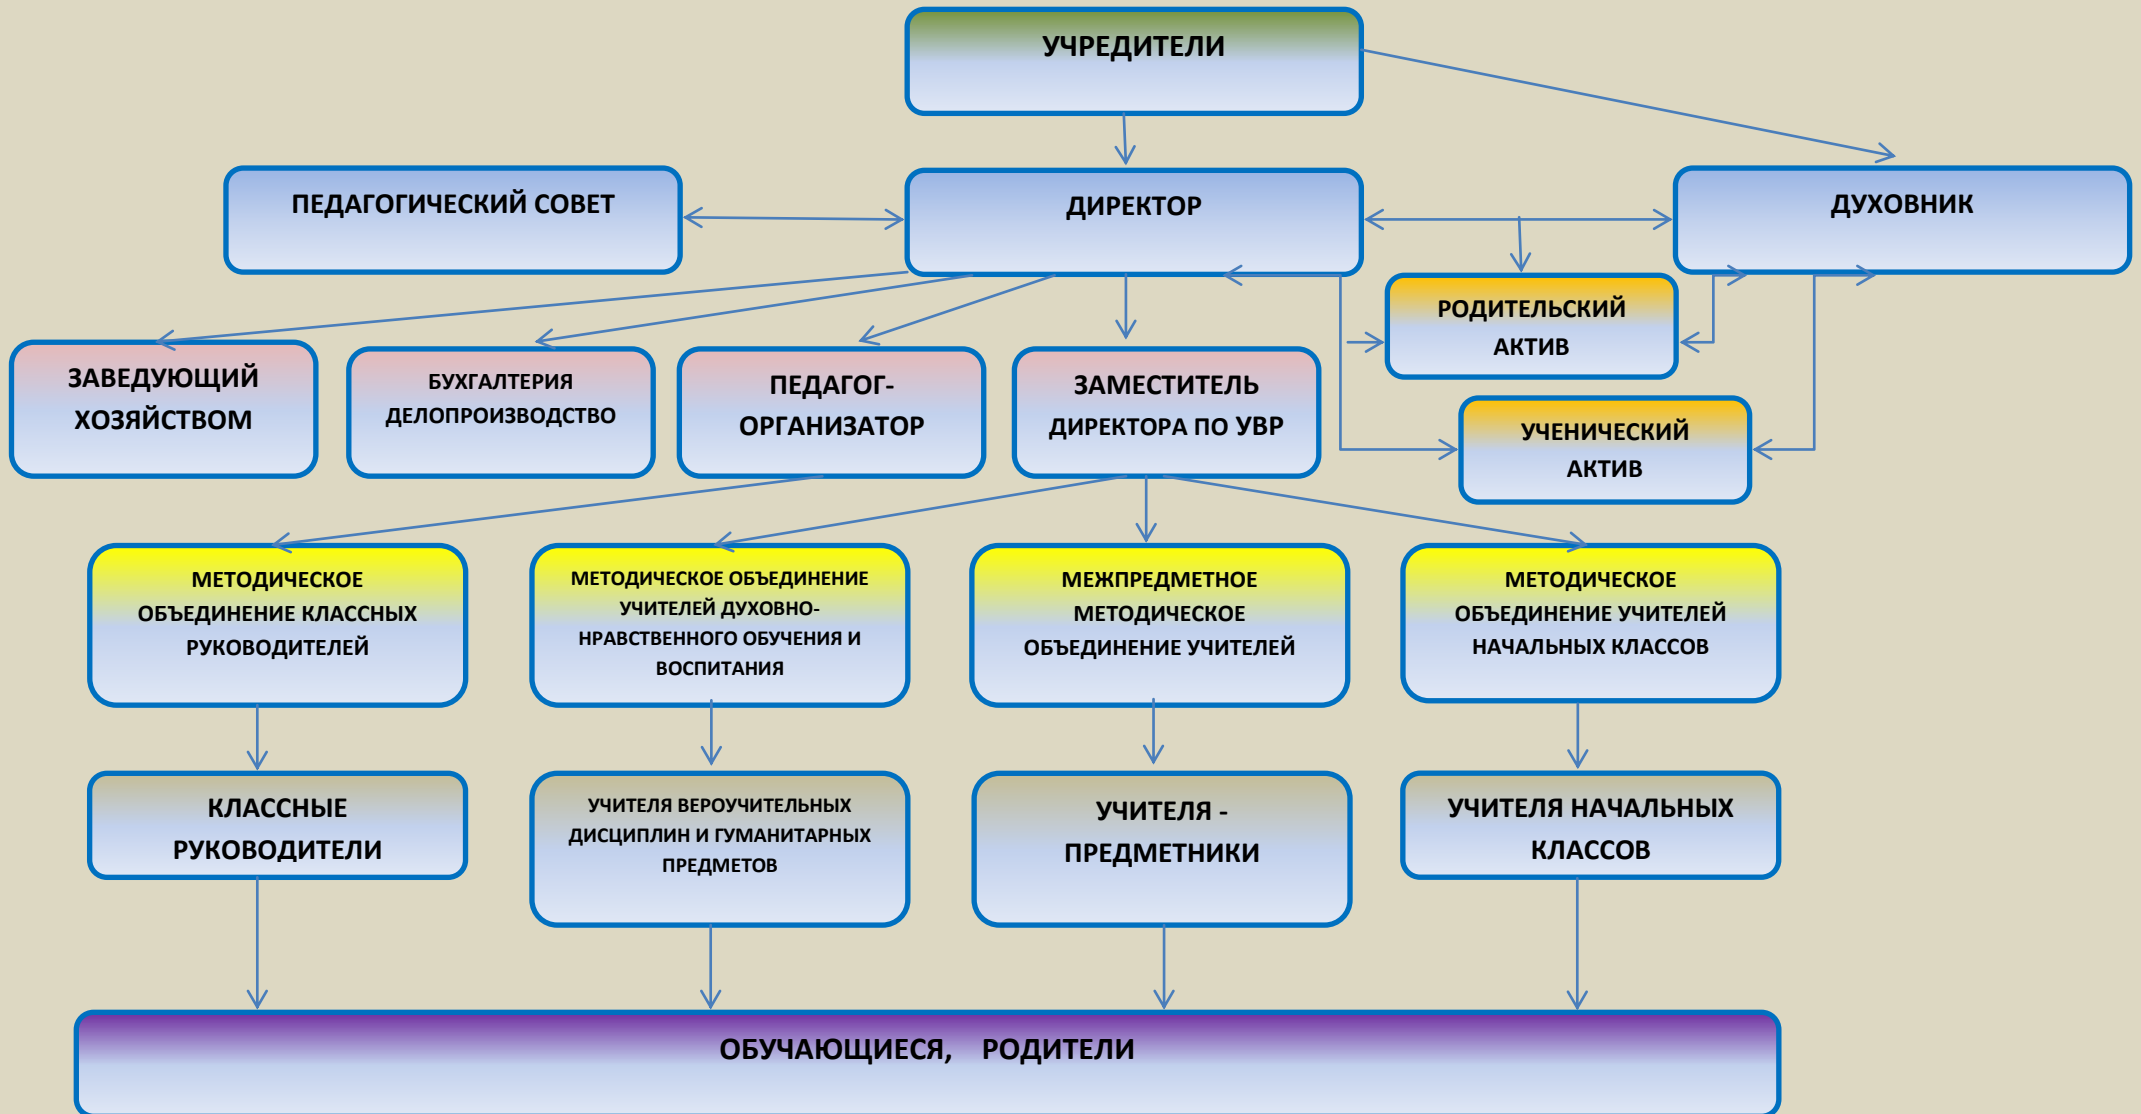 УЧРЕДИТЕЛИ
ПЕДАГОГИЧЕСКИЙ СОВЕТ
ДИРЕКТОР
ДУХОВНИК
РОДИТЕЛЬСКИЙ
АКТИВ
ЗАВЕДУЮЩИЙ
ХОЗЯЙСТВОМ
БУХГАЛТЕРИЯ
ДЕЛОПРОИЗВОДСТВО
ПЕДАГОГ-
ОРГАНИЗАТОР
ЗАМЕСТИТЕЛЬ
ДИРЕКТОРА ПО УВР
УЧЕНИЧЕСКИЙ
АКТИВ
МЕТОДИЧЕСКОЕ
ОБЪЕДИНЕНИЕ КЛАССНЫХ
РУКОВОДИТЕЛЕЙ
МЕТОДИЧЕСКОЕ ОБЪЕДИНЕНИЕ
УЧИТЕЛЕЙ ДУХОВНО-
НРАВСТВЕННОГО ОБУЧЕНИЯ И
ВОСПИТАНИЯ
МЕЖПРЕДМЕТНОЕ
МЕТОДИЧЕСКОЕ
ОБЪЕДИНЕНИЕ УЧИТЕЛЕЙ
МЕТОДИЧЕСКОЕ
ОБЪЕДИНЕНИЕ УЧИТЕЛЕЙ
НАЧАЛЬНЫХ КЛАССОВ
КЛАССНЫЕ
РУКОВОДИТЕЛИ
УЧИТЕЛЯ ВЕРОУЧИТЕЛЬНЫХ
ДИСЦИПЛИН И ГУМАНИТАРНЫХ
ПРЕДМЕТОВ
УЧИТЕЛЯ -
ПРЕДМЕТНИКИ
УЧИТЕЛЯ НАЧАЛЬНЫХ
КЛАССОВ
ОБУЧАЮЩИЕСЯ, РОДИТЕЛИ